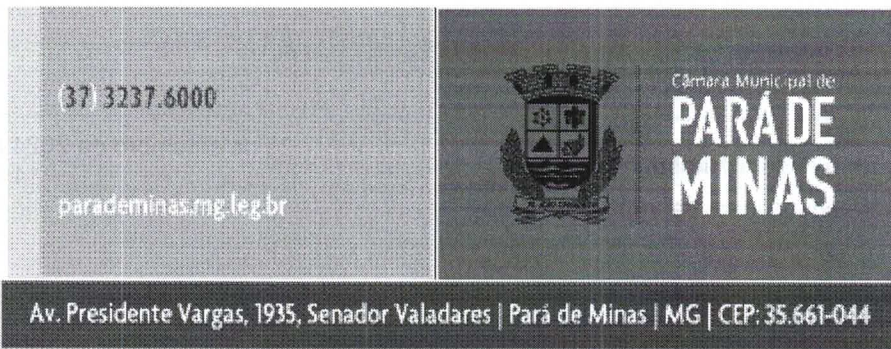 (37) 3237.6000
parademinas.mg.leg.br
Câmara Municipal de
PARÁ DE
MINAS
Av. Presidente Vargas, 1935, Senador Valadares | Pará de Minas | MG | CEP: 35.661-044